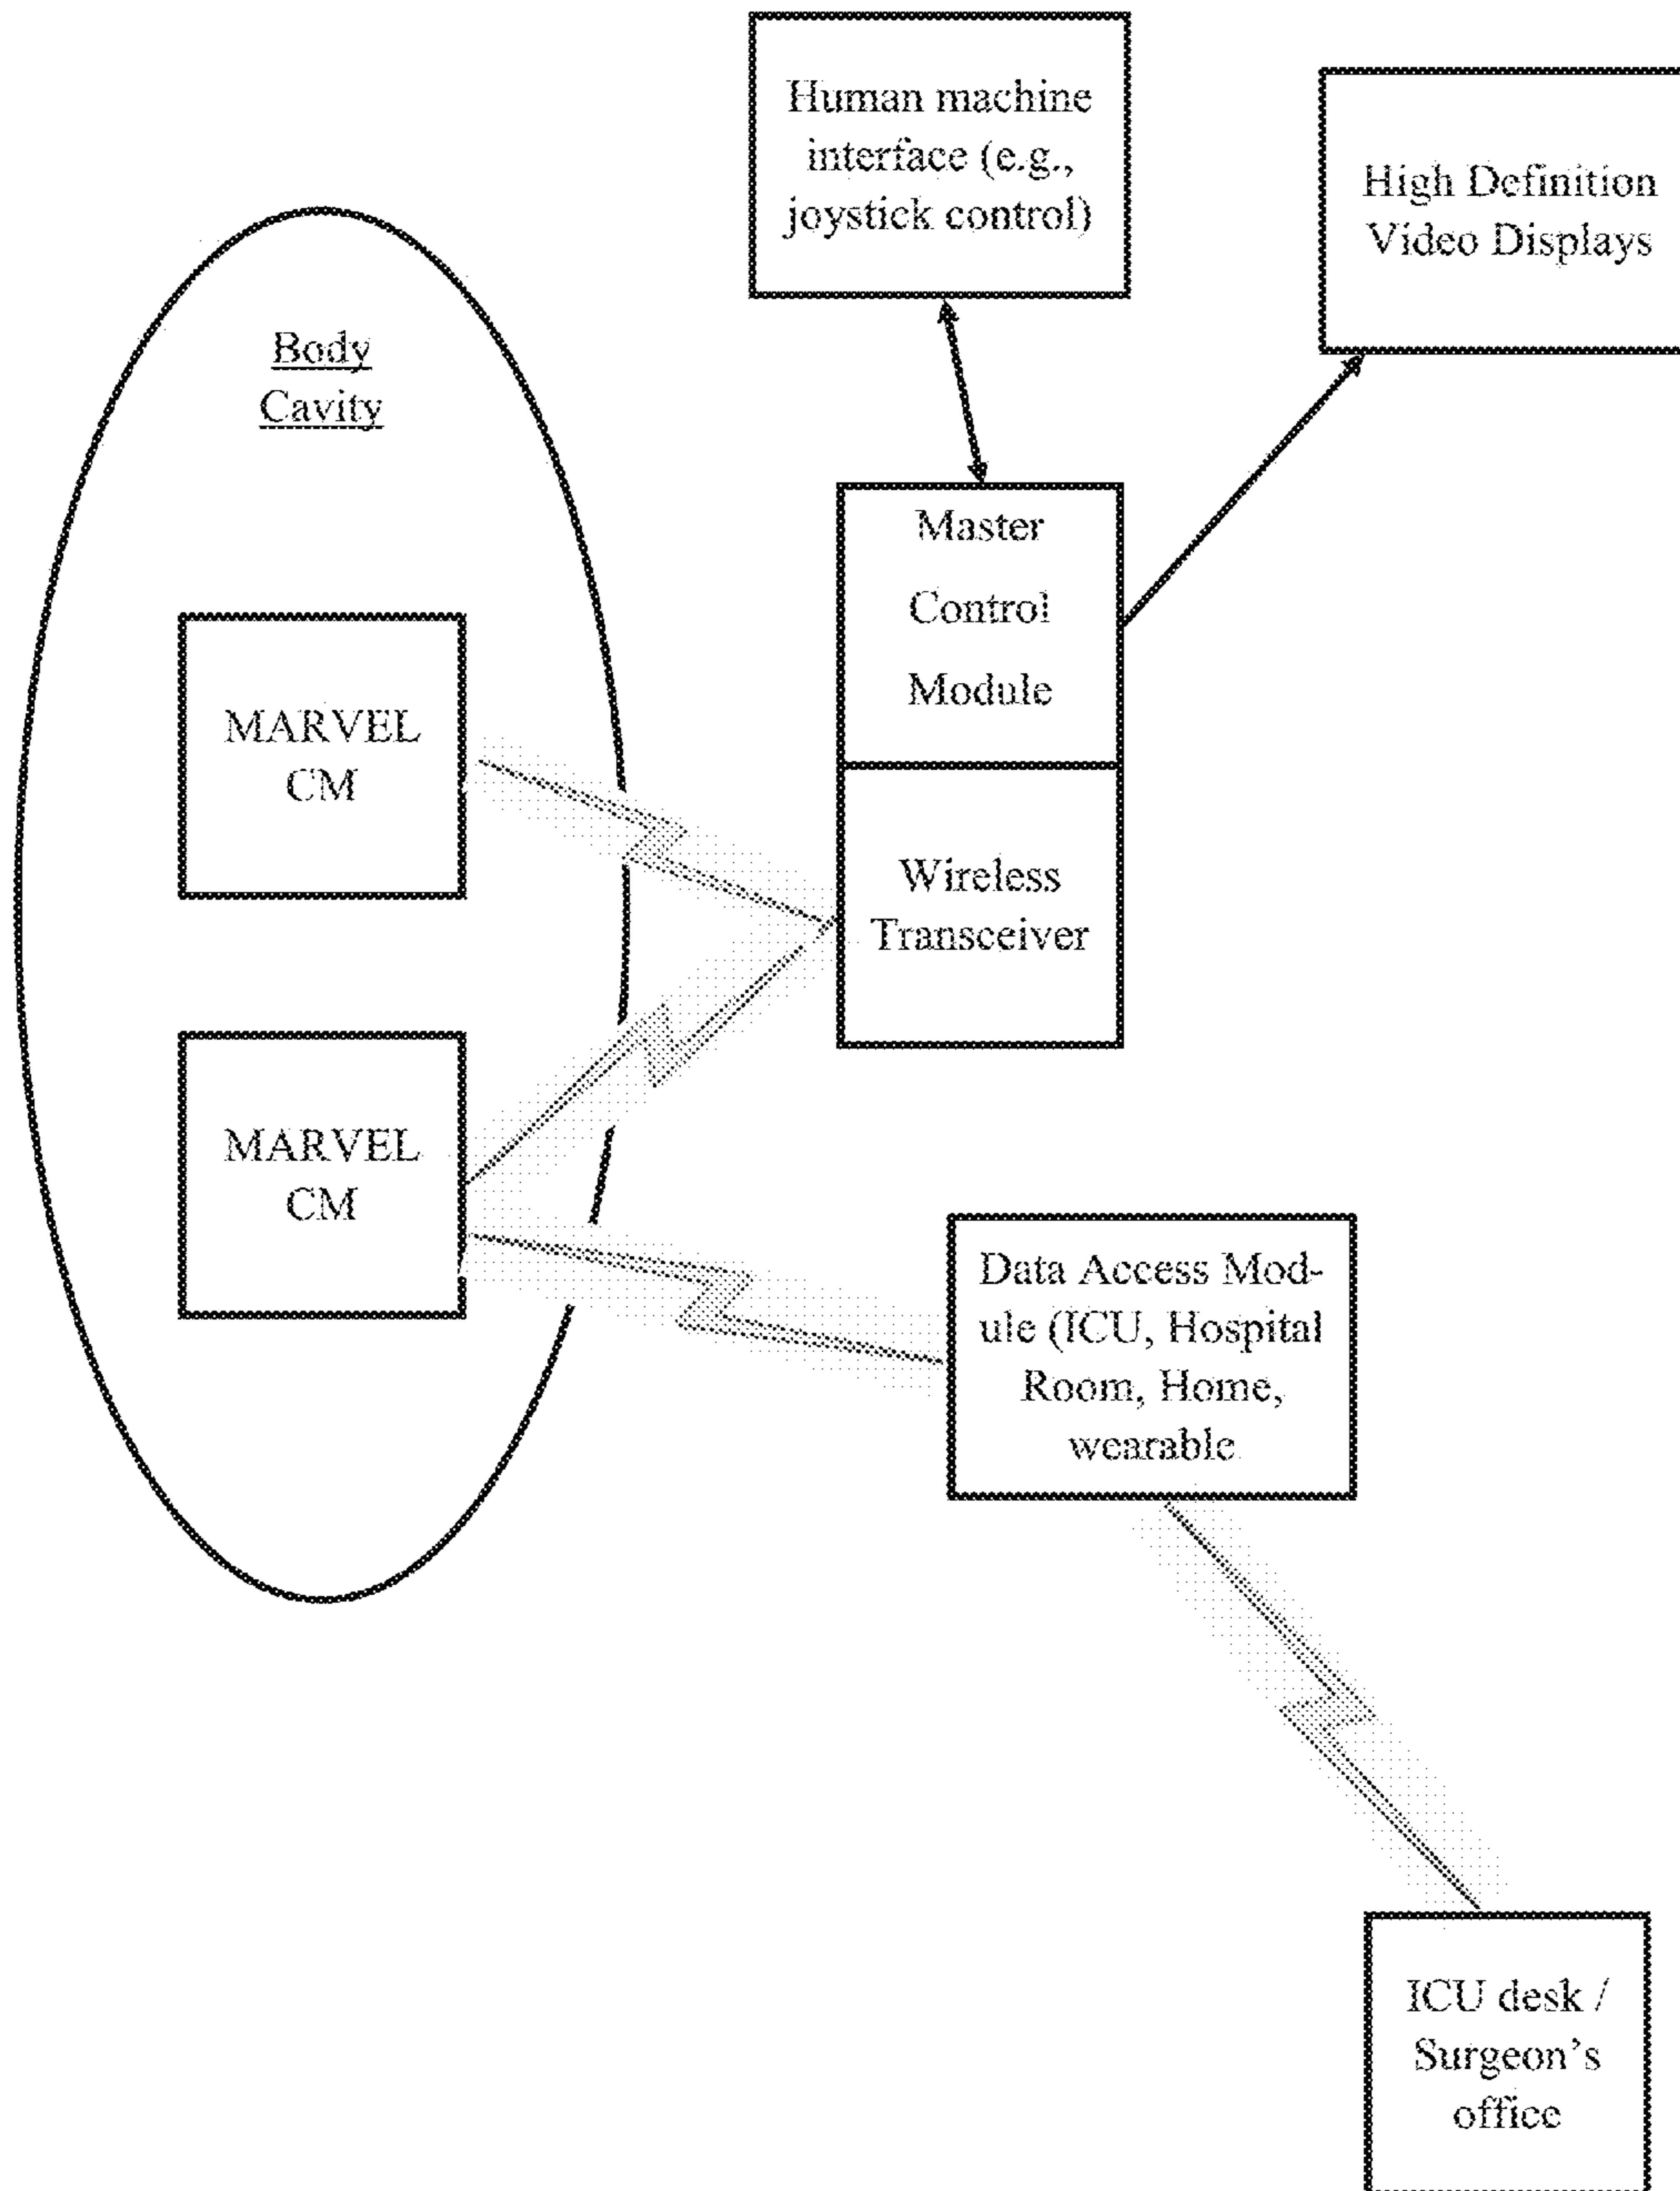 Human machine
interface (e.g.,
joystick control)
High Definition
Video Displays
Body
Cavity
Master
Control
Module
MARVEL
CM
Wireless
Transceiver
MARVEL
CM
Data Access Mod-
ule (ICU, Hospital
Room, Home,
wearable
ICU desk /
Surgeon's
office